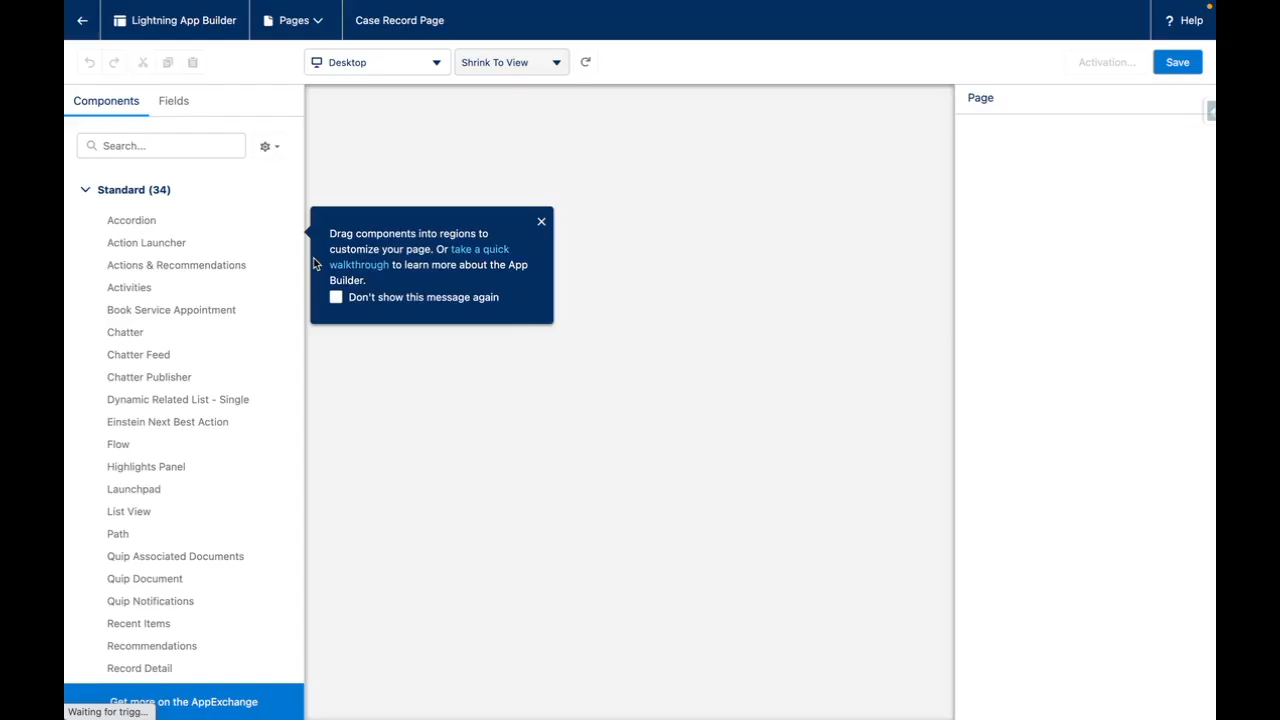 Lightning App Builder
Pages
Case Record Page
? Help
Desktop
Shrink To View
Activation...
Save
Components
Fields
Page
Search...
Standard (34)
Accordion
Action Launcher
Actions & Recommendations
Activities
Book Service Appointment
Chatter
Chatter Feed
Chatter Publisher
Dynamic Related List - Single
Einstein Next Best Action
Flow
Highlights Panel
Launchpad
List View
Path
Quip Associated Documents
Quip Document
Quip Notifications
Recent Items
Recommendations
Record Detail
Get more on the AppExchange
Waiting for trigg...
Drag components into regions to
customize your page. Or take a quick
walkthrough to learn more about the App
Builder.
Don't show this message again